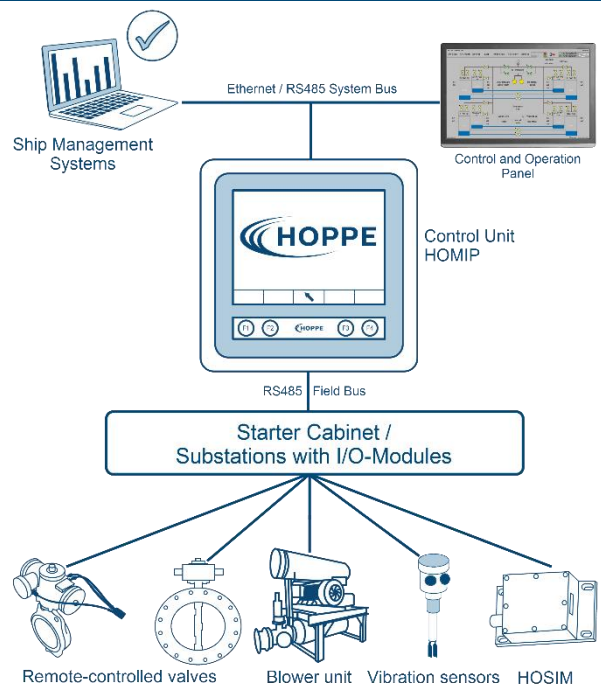 Ethernet / RS485 System Bus
Ship Management
Systems
Control and Operation
Panel
HOPPE
Control Unit
HOMIP
F1 F2 HOPPE F3 F4
RS485 Field Bus
Starter Cabinet /
Substations with I/O-Modules
Remote-controlled valves Blower unit Vibration sensors HOSIM